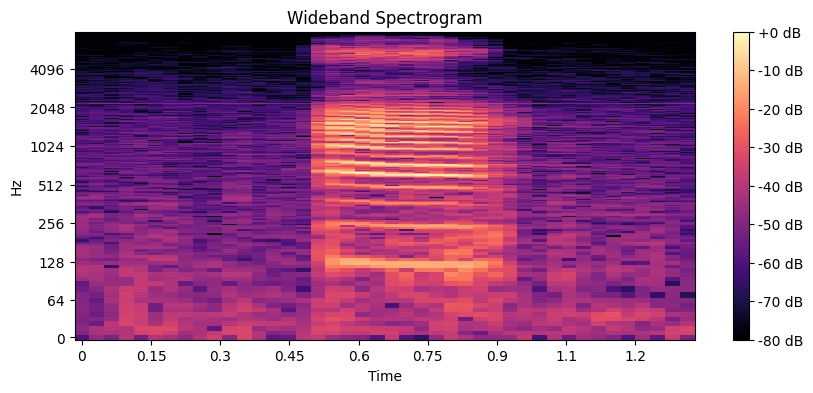 Wideband Spectrogram
Hz
4096
2048
1024
512
256
128
64
0
0 0.15 0.3 0.45 0.6 0.75 0.9 1.1 1.2
Time
+0 dB
-10 dB
-20 dB
-30 dB
-40 dB
-50 dB
-60 dB
-70 dB
-80 dB